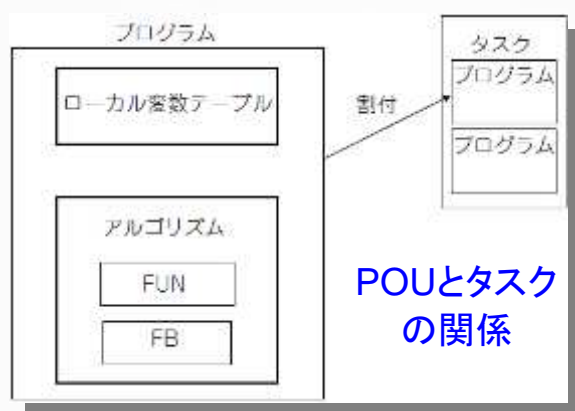 プログラム
ローカル変数テーブル
アルゴリズム
FUN
FB
割付
タスク
プログラム
プログラム
POUとタスク
の関係